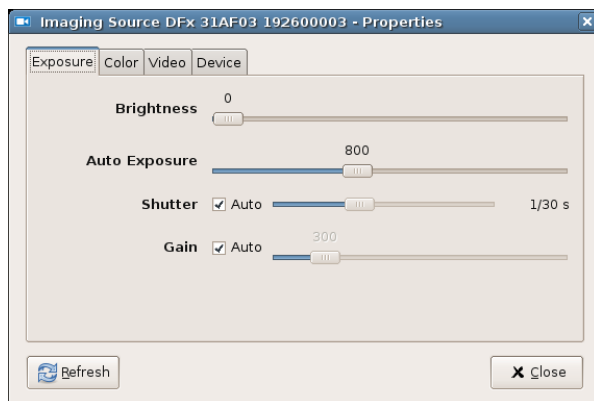 Imaging Source DFx 31AF03 192600003 - Properties
Exposure Color Video Device
0
Brightness
800
Auto Exposure
Shutter Auto 1/30 s
300
Gain Auto
Refresh Close